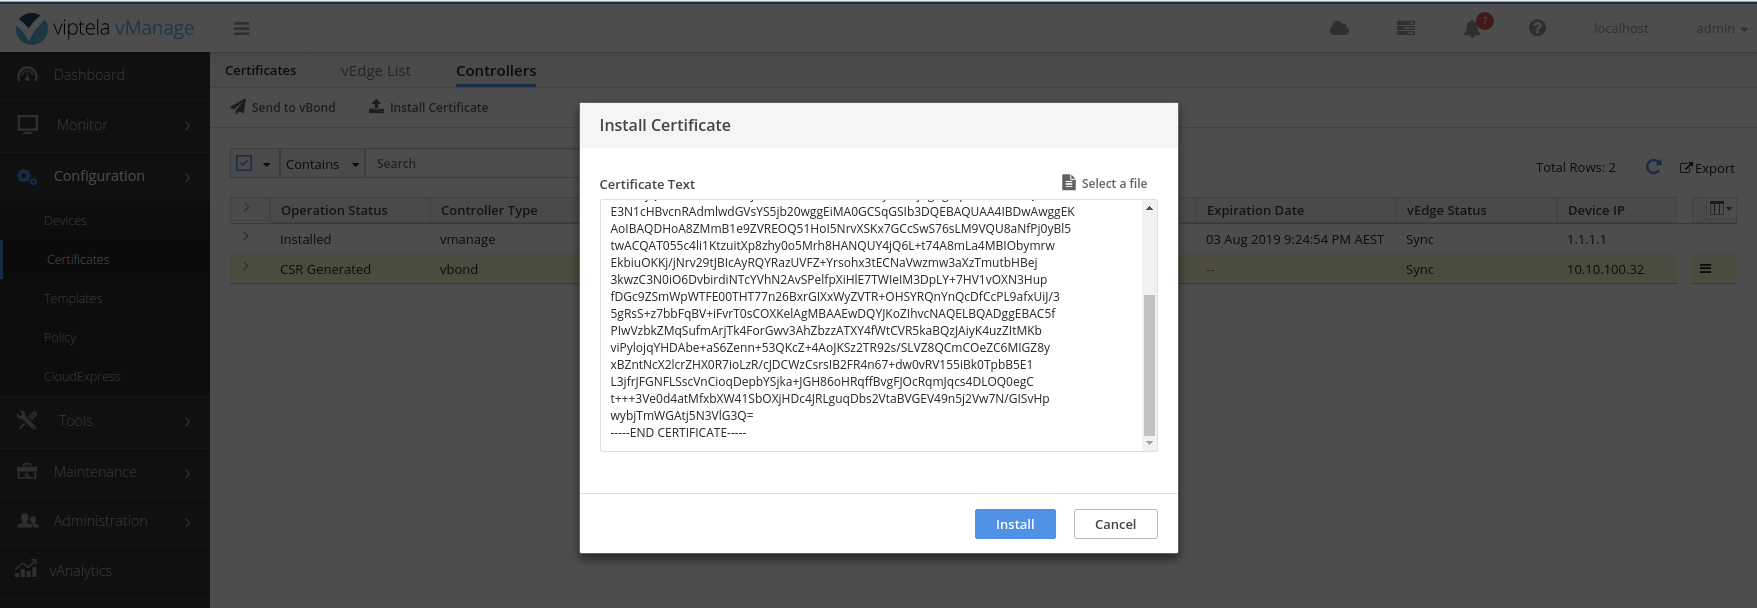 viptela vManage
7
localhost
admin
Dashboard
Monitor
Configuration
Devices
Certificates
Templates
Policy
CloudExpress
Tools
Maintenance
Administration
vAnalytics
Certificates
vEdge List
Controllers
Send to vBond
Install Certificate
Contains
Search
Total Rows: 2
Export
Operation Status
Controller Type
Expiration Date
vEdge Status
Device IP
Installed
vmanage
03 Aug 2019 9:24:54 PM AEST
Sync
1.1.1.1
CSR Generated
vbond
--
Sync
10.10.100.32
Install Certificate
Certificate Text
Select a file
E3N1cHBvcnRAdmlwdGVsYS5jb20wggEiMA0GCSqGSIb3DQEBAQUAA4IBDwAwggEK
AoIBAQDHoA8ZMmB1e9ZVREOQ51HoI5NrvXSKx7GCcSwS76sLM9VQU8aNfPj0yBl5
twACQAT055c4li1KtzuitXp8zhy0o5Mrh8HANQUY4jQ6L+t74A8mLa4MBIObymrw
EkbiuOKKj/jNrv29tJBIcAyRQYRazUVFZ+Yrsohx3tECNaVwzmw3aXzTmutbHBej
3kwzC3N0iO6DvbirdiNTcYVhN2AvSPelfpXiHlE7TWIeIM3DpLY+7HV1vOXN3Hup
fDGc9ZSmWpWTFE00THT77n26BxrGIXxWyZVTR+OHSYRQnYnQcDfCcPL9afxUiJ/3
5gRsS+z7bbFqBV+iFvrT0sCOXKelAgMBAAEwDQYJKoZIhvcNAQELBQADggEBAC5f
PIwVzbkZMqSufmArjTk4ForGwv3AhZbzzATXY4fWtCVR5kaBQzJAiyK4uzZItMKb
viPylojqYHDAbe+aS6Zenn+53QKcZ+4AoJKSz2TR92s/SLVZ8QCmCOeZC6MIGZ8y
xBZntNcX2lcrZHX0R7ioLzR/cJDCWzCsrsIB2FR4n67+dw0vRV155iBk0TpbB5E1
L3jfrJFGNFLSscVnCioqDepbYSjka+JGH86oHRqffBvgFJOcRqmJqcs4DLOQ0egC
t+++3Ve0d4atMfxbXW41SbOXjHDc4JRLguqDbs2VtaBVGEV49n5j2Vw7N/GISvHp
wybjTmWGAtj5N3VlG3Q=
-----END CERTIFICATE-----
Install
Cancel